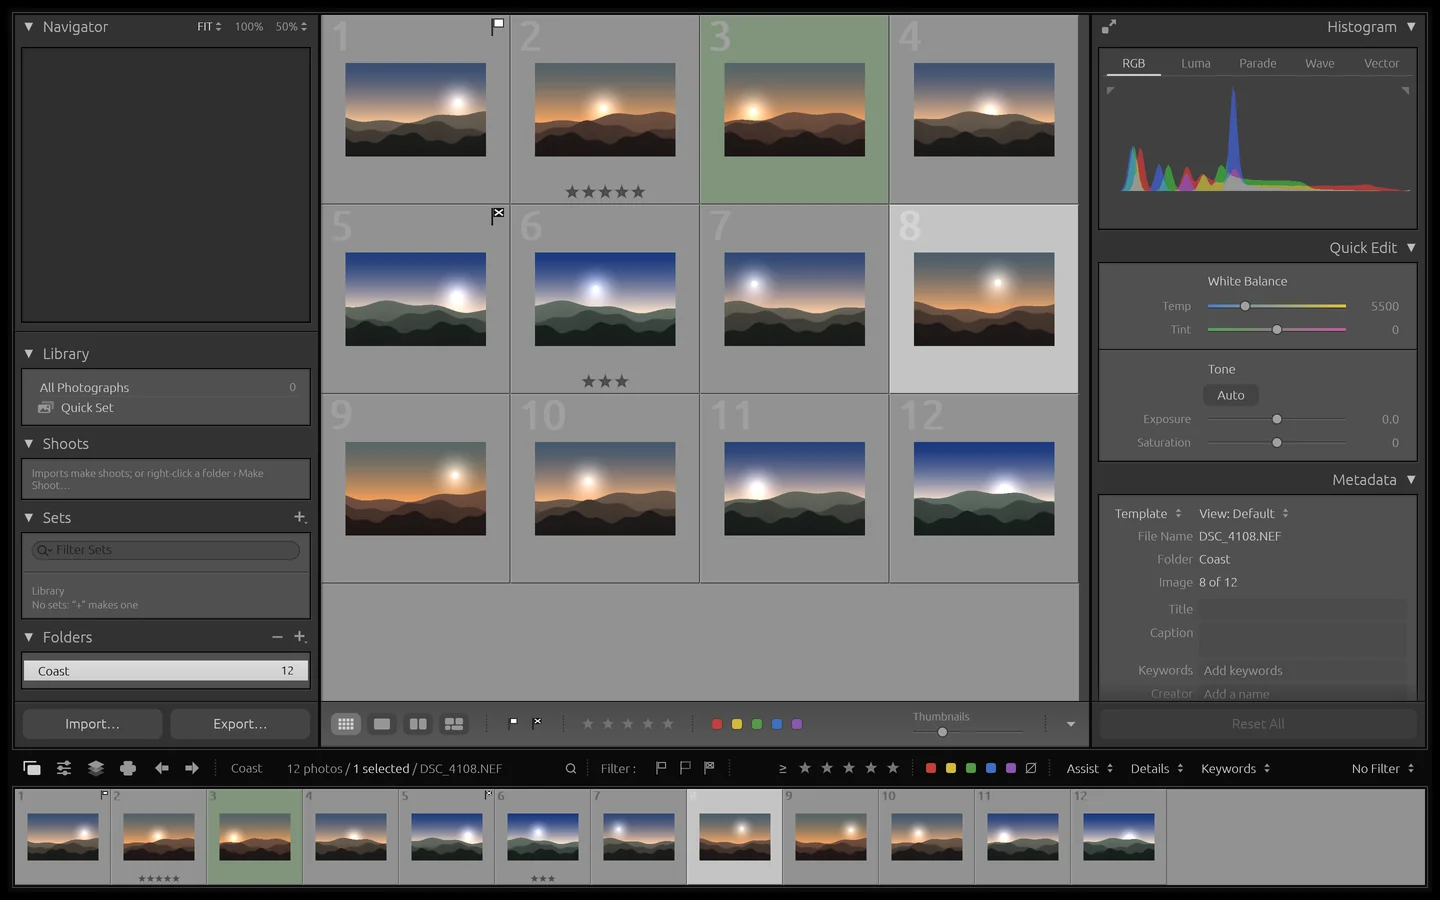 Navigator
FIT 100% 50%
Library
All Photographs 0
Quick Set
Shoots
Imports make shoots; or right-click a folder › Make
Shoot…
Sets +
Filter Sets
Library
No sets: “+” makes one
Folders − +
Coast 12
Import… Export…
1 2 3 4
5 6 7 8
9 10 11 12
Thumbnails
Histogram
RGB Luma Parade Wave Vector
Quick Edit
White Balance
Temp 5500
Tint 0
Tone
Auto
Exposure 0.0
Saturation 0
Metadata
Template View: Default
File Name DSC_4108.NEF
Folder Coast
Image 8 of 12
Title
Caption
Keywords Add keywords
Creator Add a name
Reset All
Coast 12 photos / 1 selected / DSC_4108.NEF Filter : ≥ Assist Details Keywords No Filter
1 2 3 4 5 6 7 8 9 10 11 12